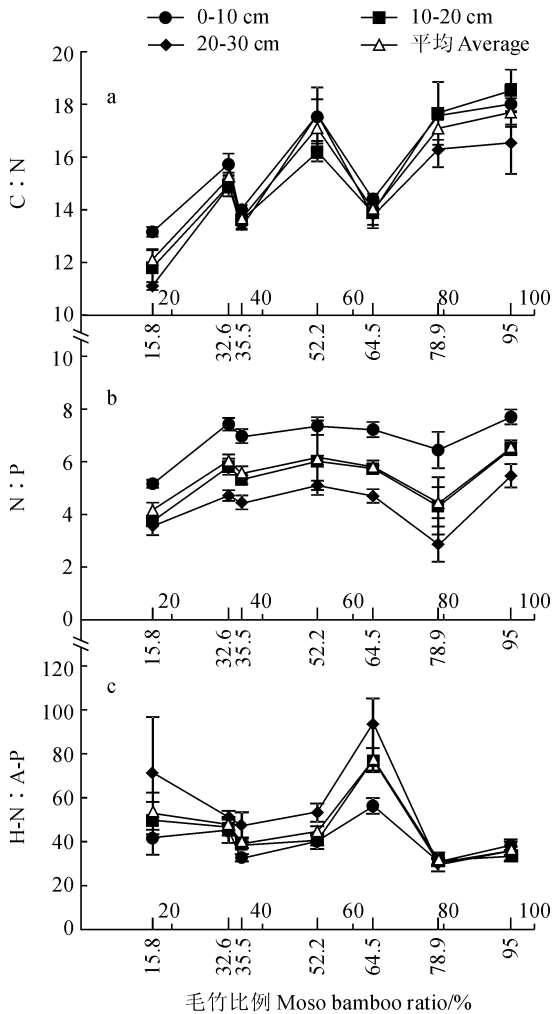 0-10 cm 10-20 cm
20-30 cm 平均 Average
a
C∶N
20
18
16
14
12
10
20 40 60 80 100
15.8 32.6 35.5 52.2 64.5 78.9 95
b
N∶P
10
8
6
4
2
0
20 40 60 80 100
15.8 32.6 35.5 52.2 64.5 78.9 95
c
H-N∶A-P
120
100
80
60
40
20
0
20 40 60 80 100
15.8 32.6 35.5 52.2 64.5 78.9 95
毛竹比例 Moso bamboo ratio/%